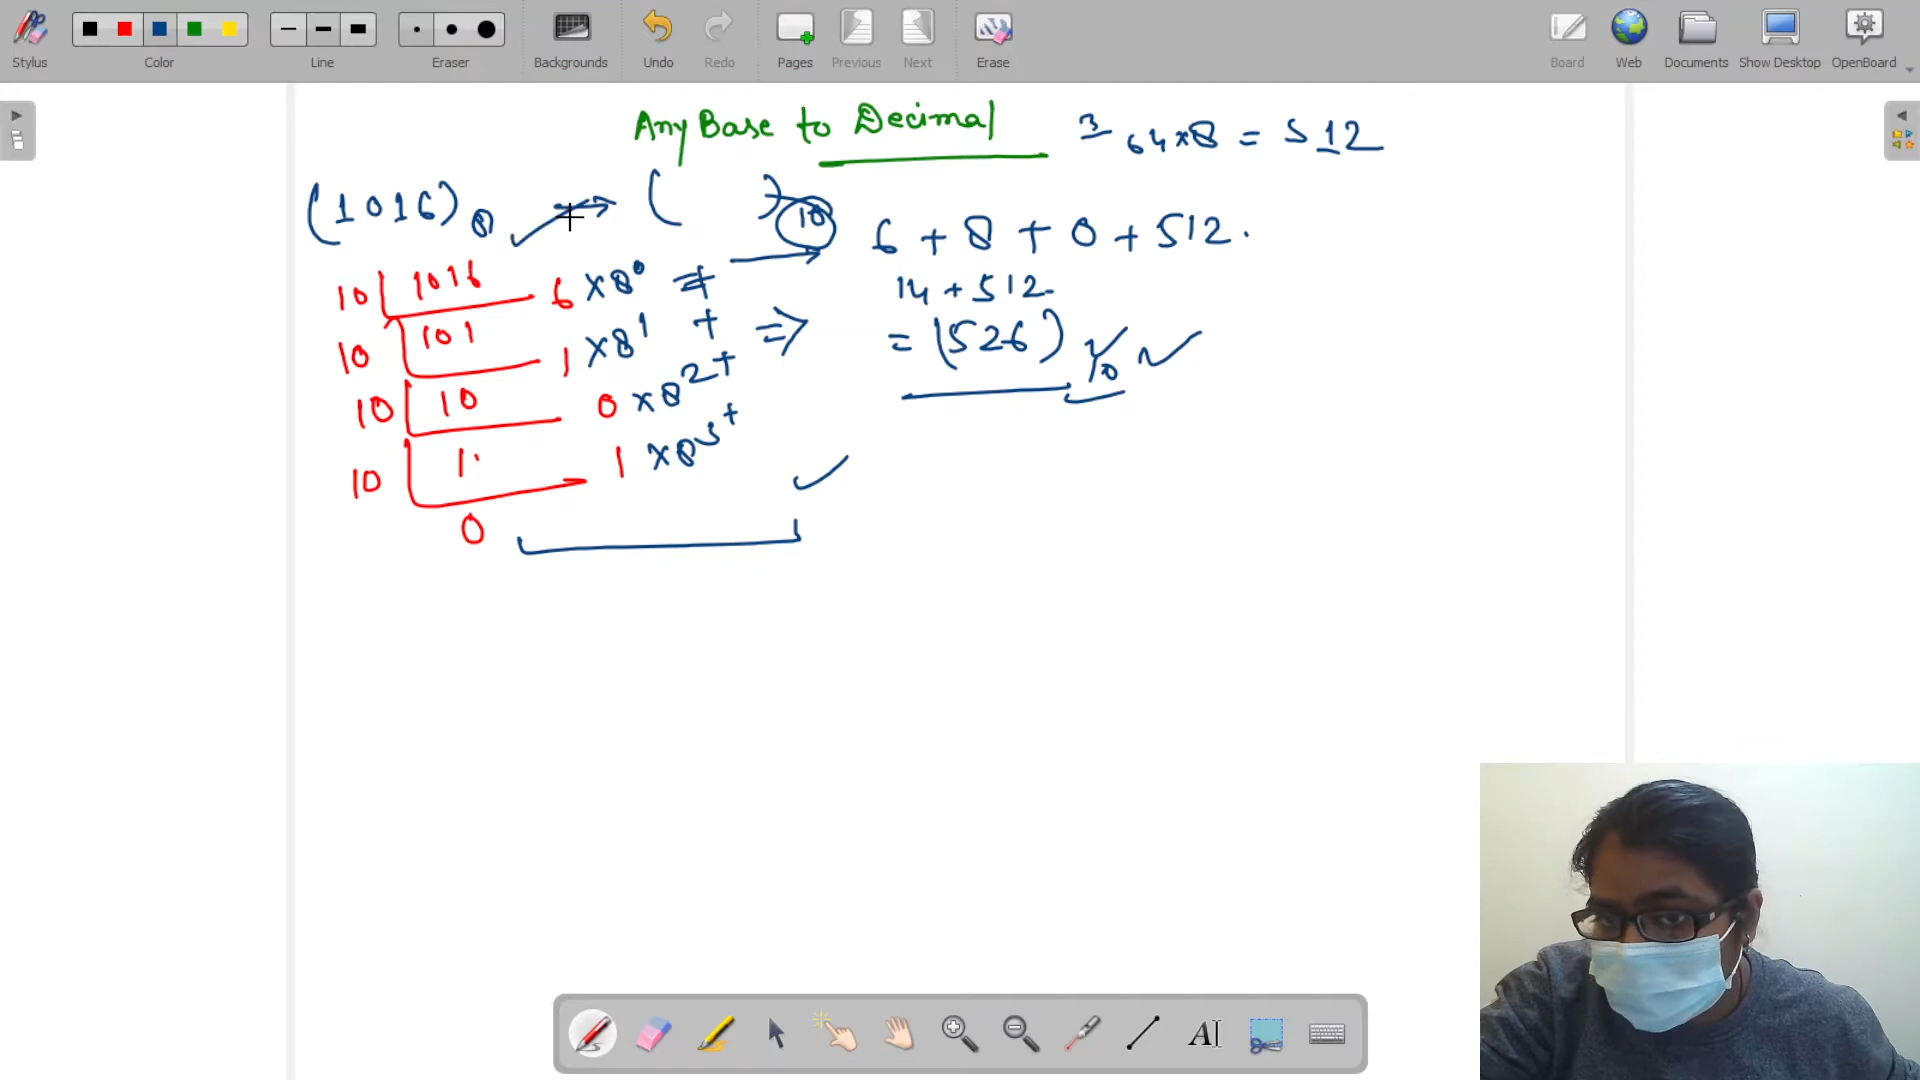 Stylus
Color
Line
Eraser
Backgrounds
Undo
Redo
Pages
Previous
Next
Erase
Board
Web
Documents
Show Desktop
OpenBoard
Any Base to Decimal
3 64×8 = 512
(1016)8 → ( )10
6 + 8 + 0 + 512.
14 + 512
= (526)10
10 1016 6 ×8⁰ +
10 101 1 ×8¹ + ⇒
10 10 0 ×8² +
10 1 1 ×8³ +
0
AI